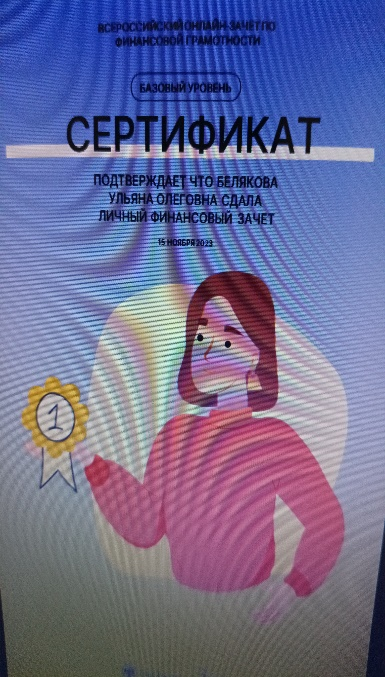 ВСЕРОССИЙСКИЙ ОНЛАЙН-ЗАЧЕТ ПО
ФИНАНСОВОЙ ГРАМОТНОСТИ
БАЗОВЫЙ УРОВЕНЬ
СЕРТИФИКАТ
ПОДТВЕРЖДАЕТ ЧТО БЕЛЯКОВА
УЛЬЯНА ОЛЕГОВНА СДАЛА
ЛИЧНЫЙ ФИНАНСОВЫЙ ЗАЧЕТ
15 НОЯБРЯ 2023
1